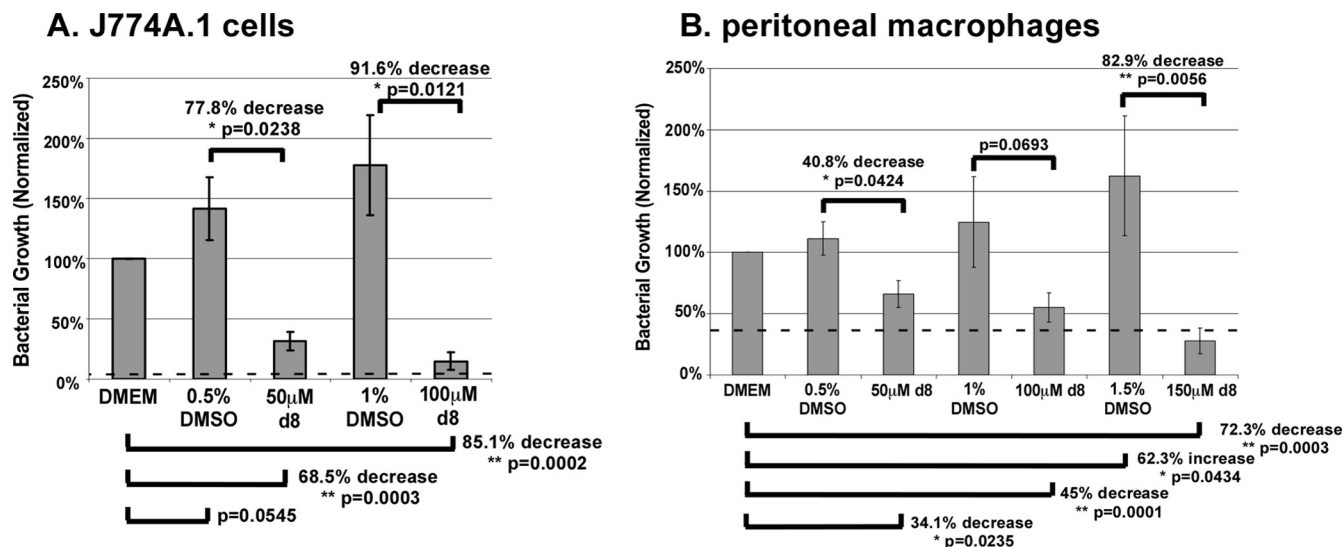 A. J774A.1 cells
Bacterial Growth (Normalized)
250%
200%
150%
100%
50%
0%
77.8% decrease
* p=0.0238
91.6% decrease
* p=0.0121
DMEM
0.5%
DMSO
50μM
d8
1%
DMSO
100μM
d8
85.1% decrease
** p=0.0002
68.5% decrease
** p=0.0003
p=0.0545
B. peritoneal macrophages
Bacterial Growth (Normalized)
250%
200%
150%
100%
50%
0%
40.8% decrease
* p=0.0424
p=0.0693
82.9% decrease
** p=0.0056
DMEM
0.5%
DMSO
50μM d8
1%
DMSO
100μM d8
1.5%
DMSO
150μM d8
72.3% decrease
** p=0.0003
62.3% increase
* p=0.0434
45% decrease
** p=0.0001
34.1% decrease
* p=0.0235